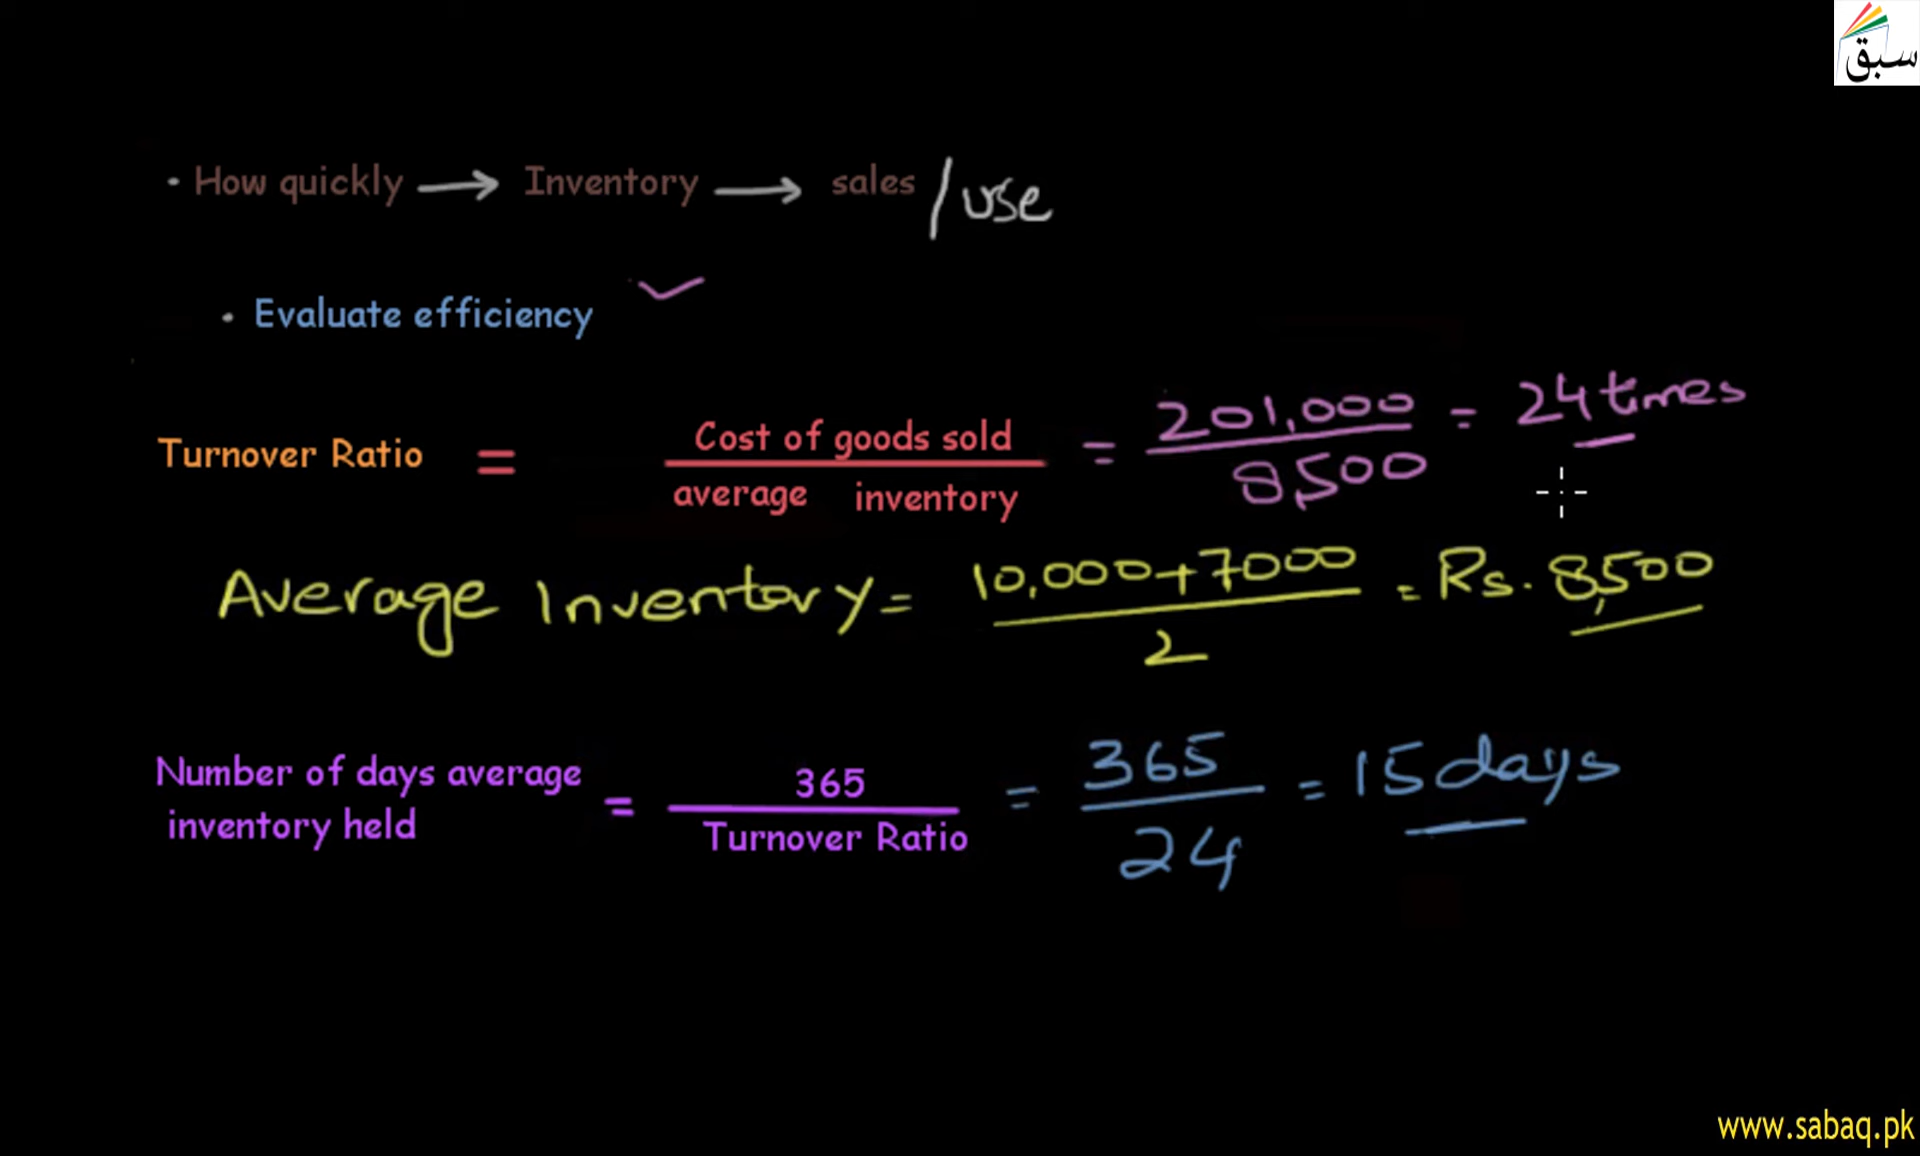 سبق
• How quickly → Inventory → sales / use
• Evaluate efficiency ✓
Turnover Ratio = Cost of goods sold / average inventory = 201,000 / 8,500 = 24 times
Average Inventory = 10,000 + 7000 / 2 = Rs. 8,500
Number of days average inventory held = 365 / Turnover Ratio = 365 / 24 = 15 days
www.sabaq.pk